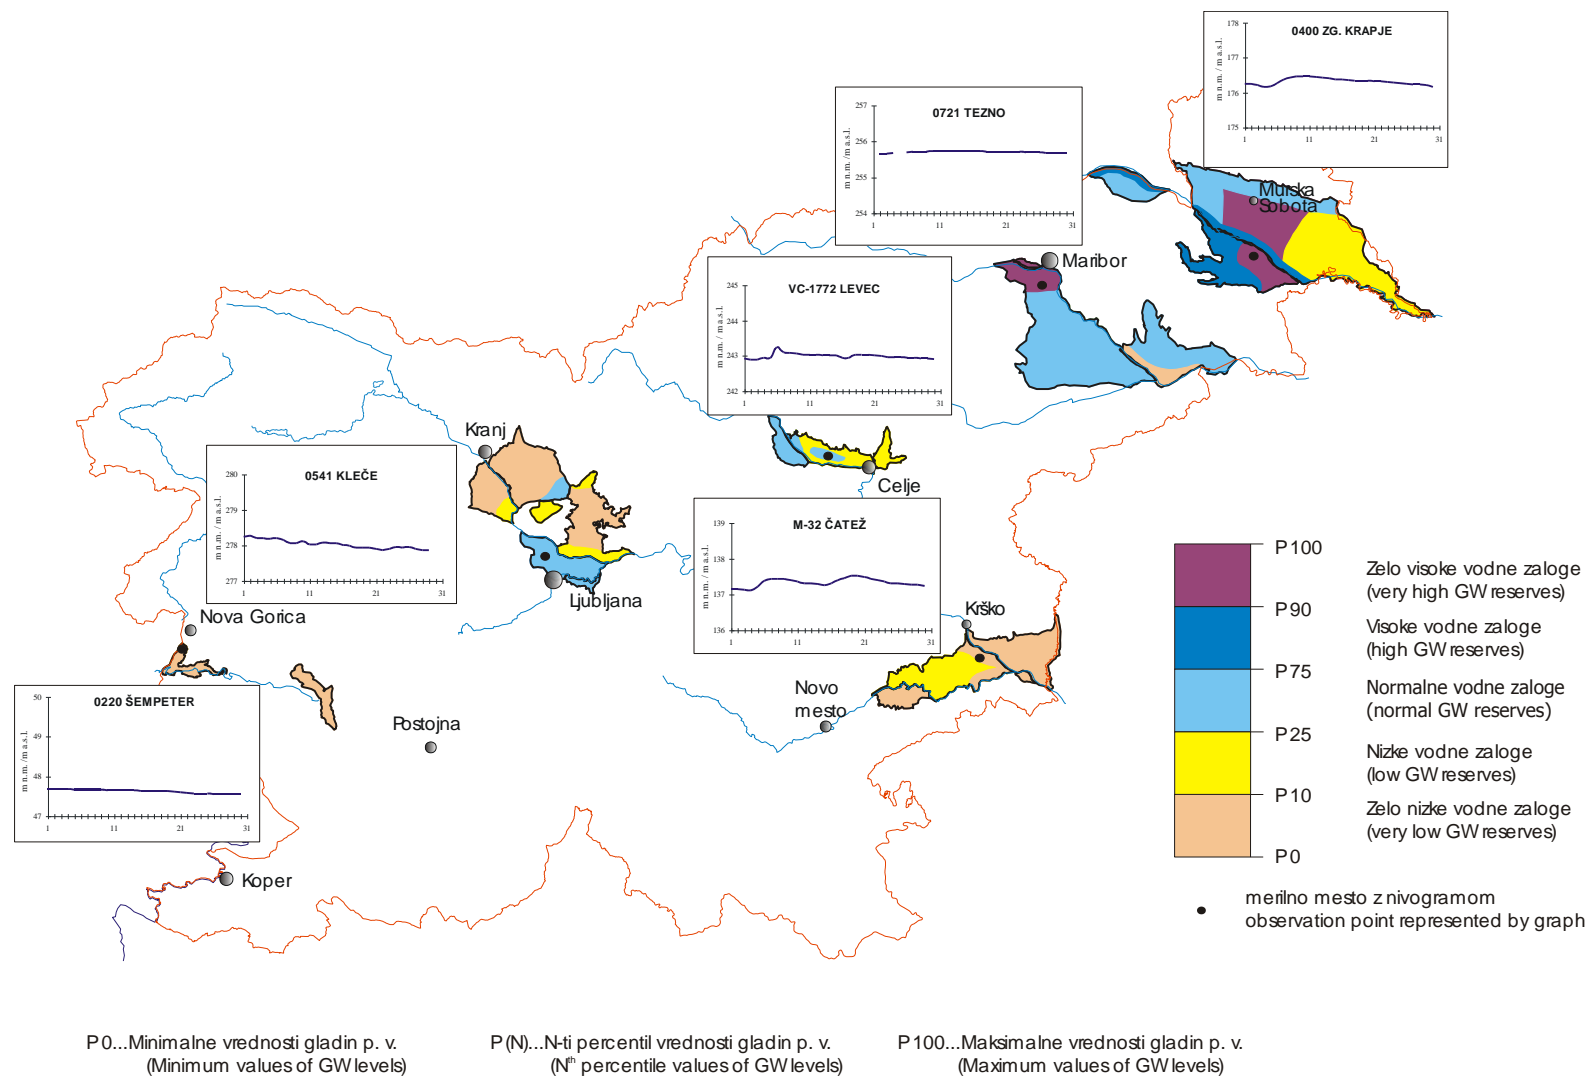 0400 ZG. KRAPJE
m n.m. / m a.s.l.
178
177
176
175
1
11
21
31
0721 TEZNO
m n.m. /m a.s.l.
257
256
255
254
1
11
21
31
Murska
Sobota
Maribor
VC-1772 LEVEC
m n.m. / m a.s.l.
245
244
243
242
1
11
21
31
Kranj
0541 KLEČE
m n.m. / m a.s.l.
280
279
278
277
1
11
21
31
Celje
M-32 ČATEŽ
m n.m. / m a.s.l.
139
138
137
136
1
11
21
31
Ljubljana
Nova Gorica
Krško
0220 ŠEMPETER
m n.m. / m a.s.l.
50
49
48
47
1
11
21
31
Novo
mesto
Postojna
Koper
P100
Zelo visoke vodne zaloge
(very high GW reserves)
P90
Visoke vodne zaloge
(high GW reserves)
P75
Normalne vodne zaloge
(normal GW reserves)
P25
Nizke vodne zaloge
(low GW reserves)
P10
Zelo nizke vodne zaloge
(very low GW reserves)
P0
merilno mesto z nivogramom
observation point represented by graph
P0...Minimalne vrednosti gladin p. v.
(Minimum values of GW levels)
P(N)...N-ti percentil vrednosti gladin p. v.
(Nth percentile values of GW levels)
P100...Maksimalne vrednosti gladin p. v.
(Maximum values of GW levels)